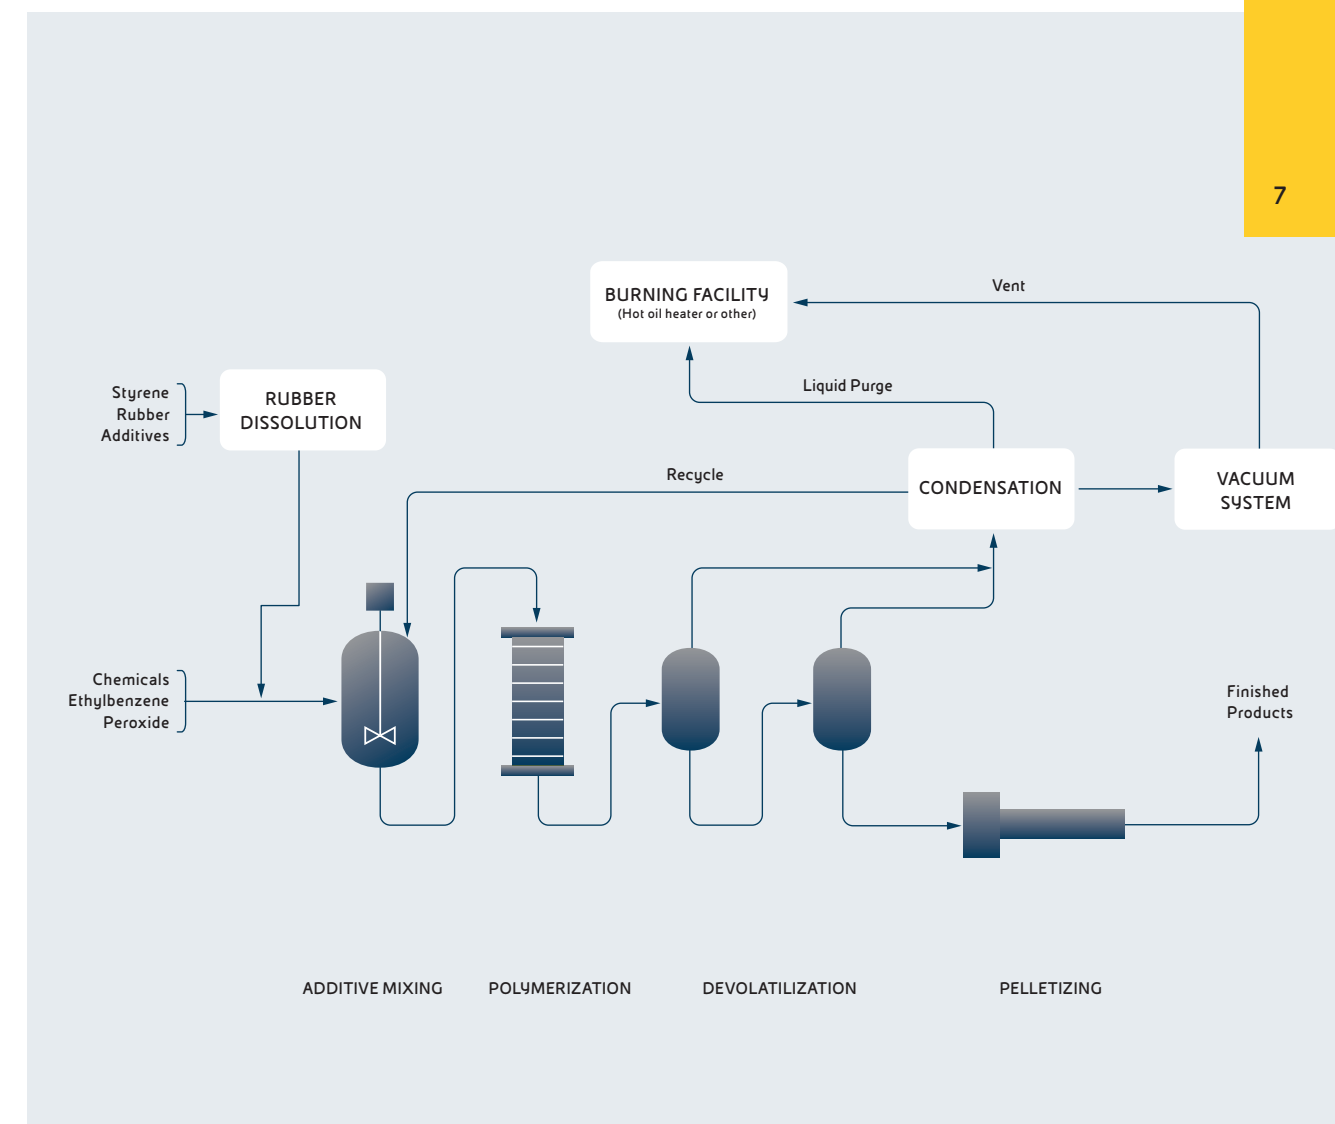 7
BURNING FACILITY
(Hot oil heater or other)
Vent
Liquid Purge
Styrene
Rubber
Additives
RUBBER
DISSOLUTION
Recycle
CONDENSATION
VACUUM
SYSTEM
Chemicals
Ethylbenzene
Peroxide
Finished
Products
ADDITIVE MIXING
POLYMERIZATION
DEVOLATILIZATION
PELLETIZING